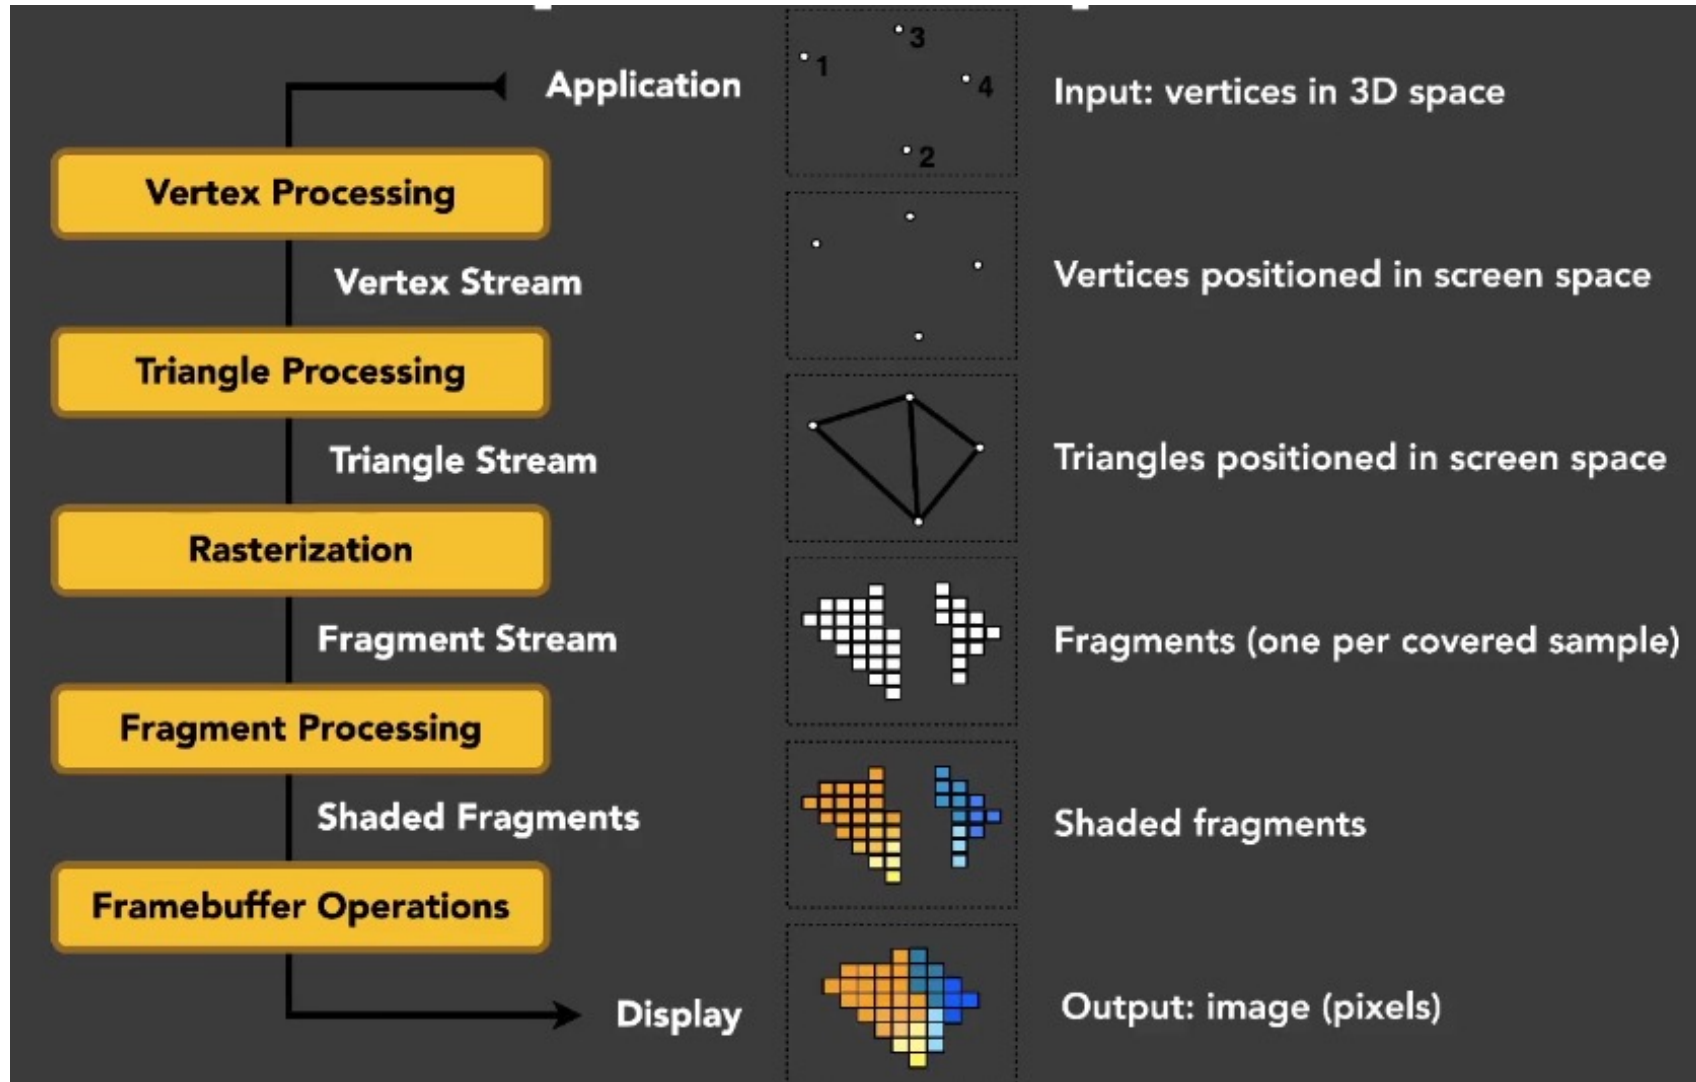 Application
3
1
4
2
Input: vertices in 3D space
Vertex Processing
Vertex Stream
Vertices positioned in screen space
Triangle Processing
Triangle Stream
Triangles positioned in screen space
Rasterization
Fragment Stream
Fragments (one per covered sample)
Fragment Processing
Shaded Fragments
Shaded fragments
Framebuffer Operations
Display
Output: image (pixels)